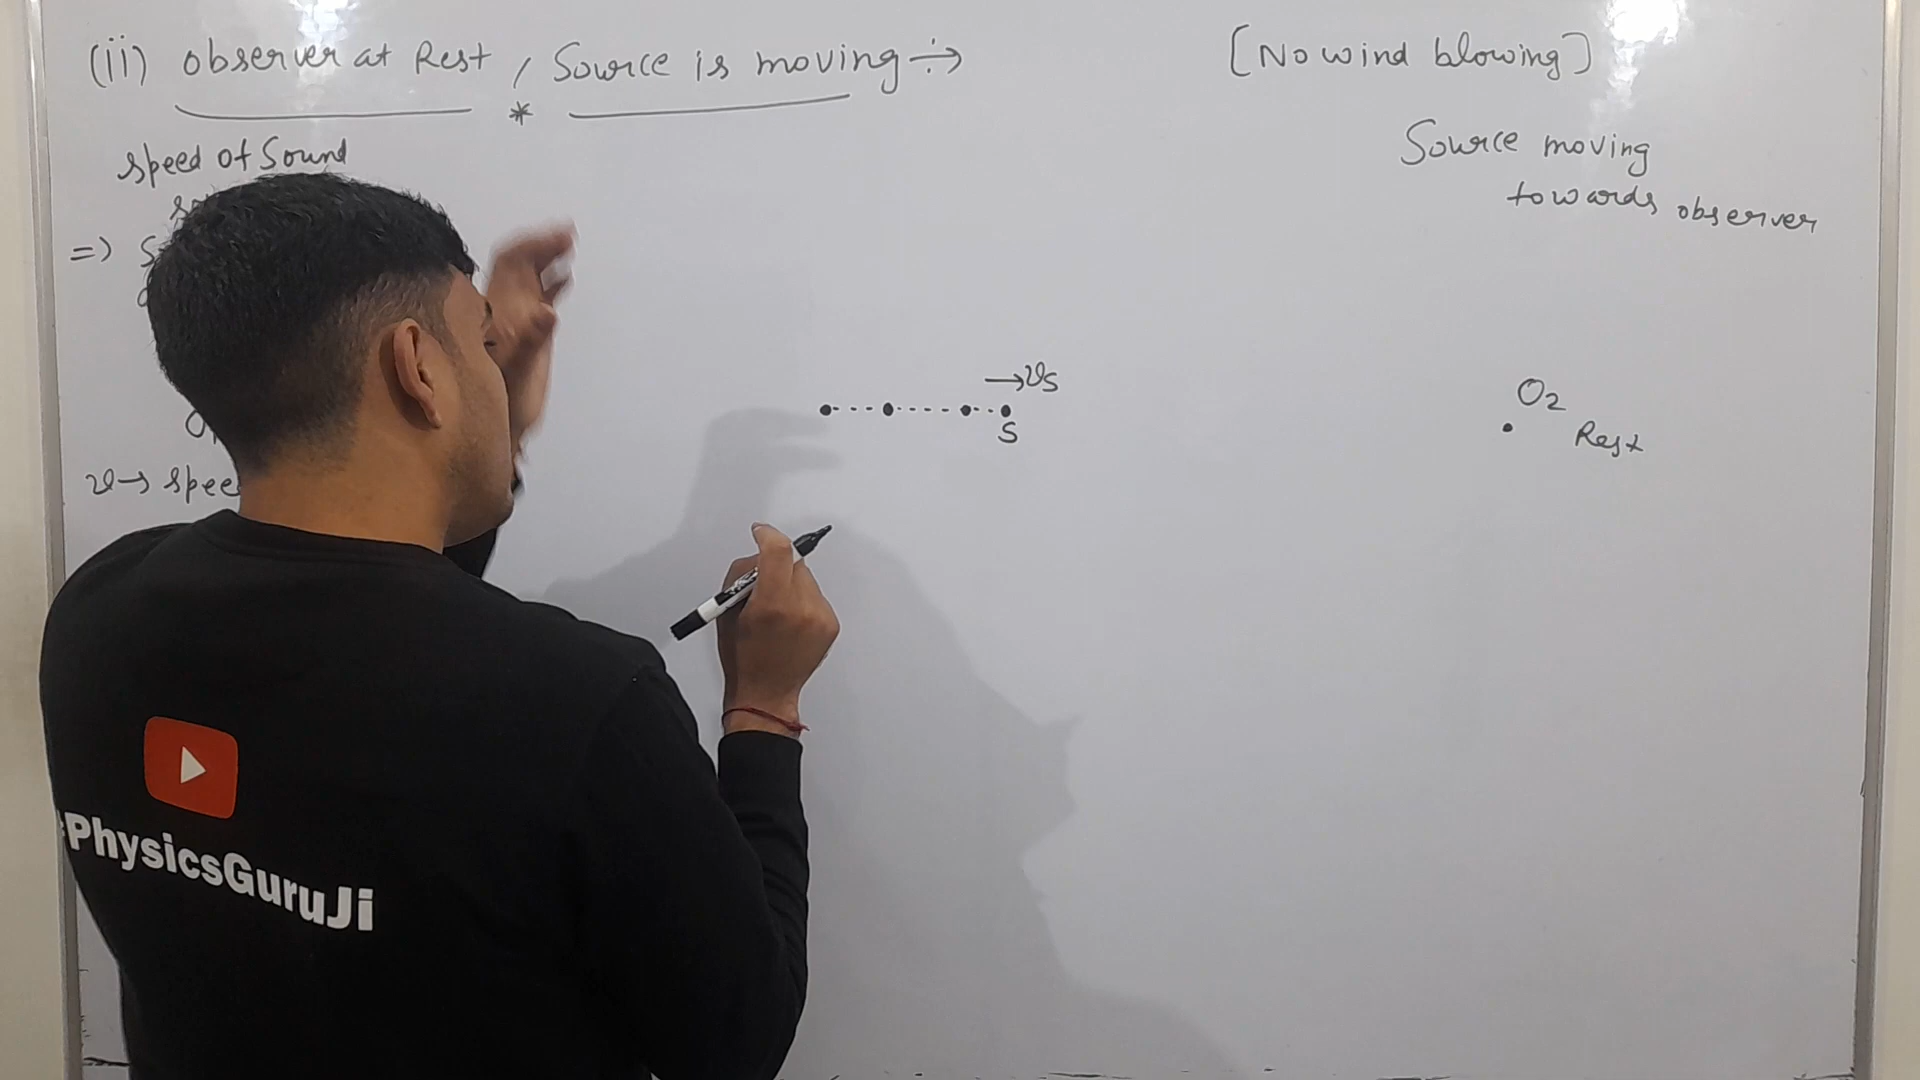 (ii) observer at Rest, Source is moving ÷→
[No wind blowing]
*
Speed of Sound
=) S
Source moving
towards observer
→vs
S
O2
Rest
v→ spee
#PhysicsGuruJi